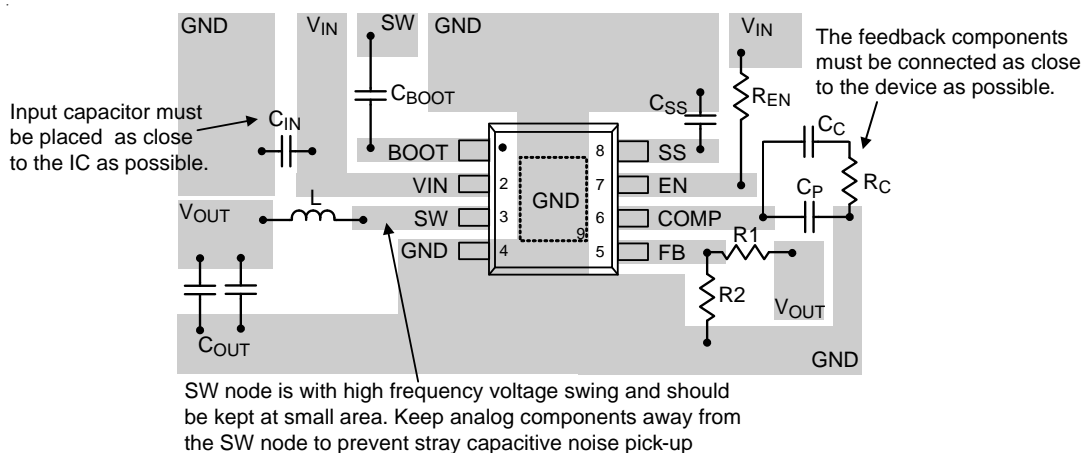 GND
VIN
SW
GND
VIN
The feedback components
must be connected as close
to the device as possible.
Input capacitor must
be placed as close
to the IC as possible.
CIN
CBOOT
CSS
REN
CC
RC
CP
BOOT
VIN
SW
GND
2
3
4
GND
9
8
7
6
5
SS
EN
COMP
FB
VOUT
L
R1
R2
VOUT
COUT
GND
SW node is with high frequency voltage swing and should
be kept at small area. Keep analog components away from
the SW node to prevent stray capacitive noise pick-up